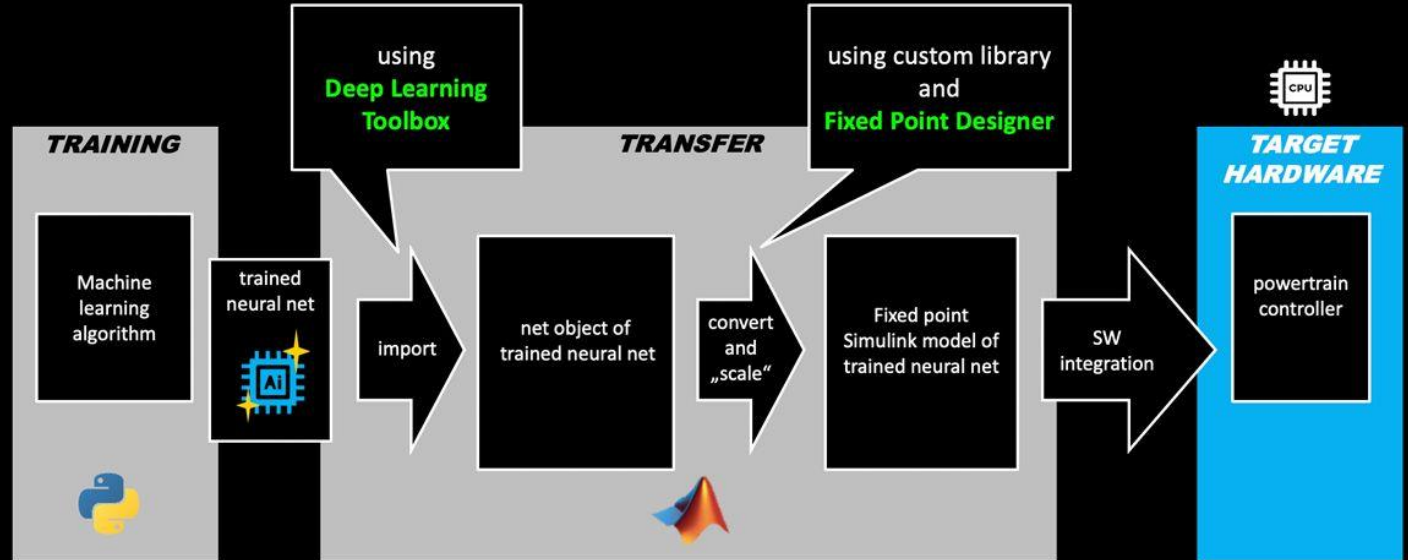 using
Deep Learning
Toolbox
using custom library
and
Fixed Point Designer
CPU
TRAINING
TRANSFER
TARGET
HARDWARE
Machine
learning
algorithm
trained
neural net
Ai
import
net object of
trained neural net
convert
and
„scale“
Fixed point
Simulink model of
trained neural net
SW
integration
powertrain
controller